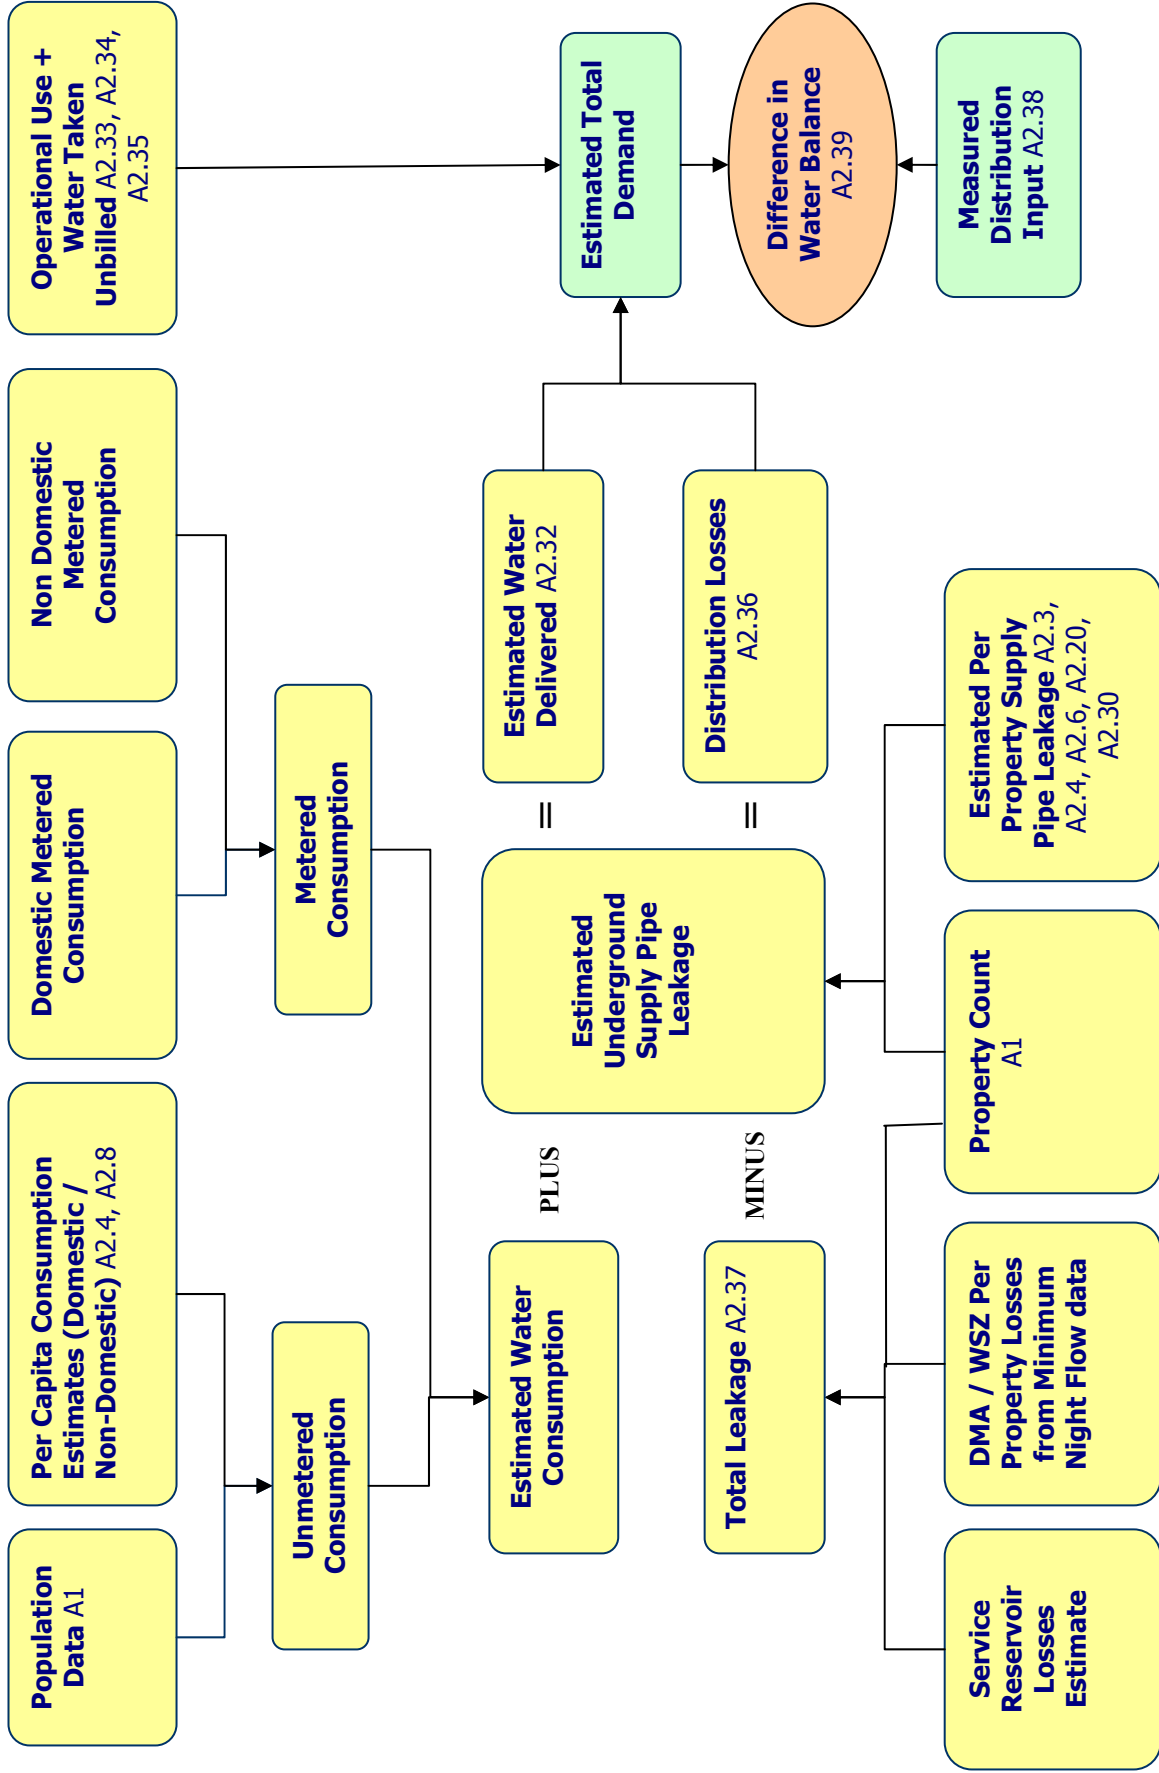 Population
Data A1
Per Capita Consumption
Estimates (Domestic /
Non-Domestic) A2.4, A2.8
Domestic Metered
Consumption
Non Domestic
Metered
Consumption
Operational Use +
Water Taken
Unbilled A2.33, A2.34,
A2.35
Unmetered
Consumption
Metered
Consumption
Estimated Water
Consumption
PLUS
Estimated
Underground
Supply Pipe
Leakage
=
Estimated Water
Delivered A2.32
Estimated Total
Demand
Total Leakage A2.37
MINUS
=
Distribution Losses
A2.36
Difference in
Water Balance
A2.39
Service
Reservoir
Losses
Estimate
DMA / WSZ Per
Property Losses
from Minimum
Night Flow data
Property Count
A1
Estimated Per
Property Supply
Pipe Leakage A2.3,
A2.4, A2.6, A2.20,
A2.30
Measured
Distribution
Input A2.38